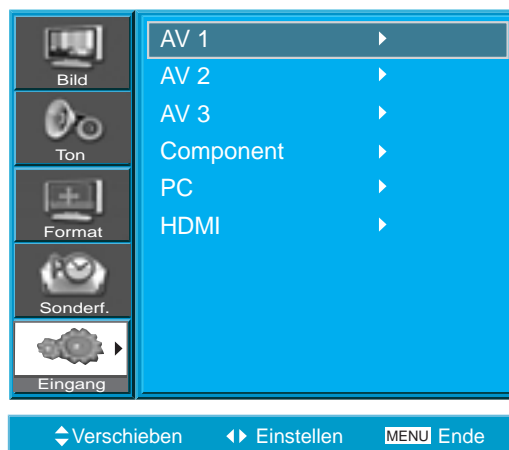 Bild
Ton
Format
Sonderf.
Eingang
AV 1
AV 2
AV 3
Component
PC
HDMI
Verschieben Einstellen MENU Ende